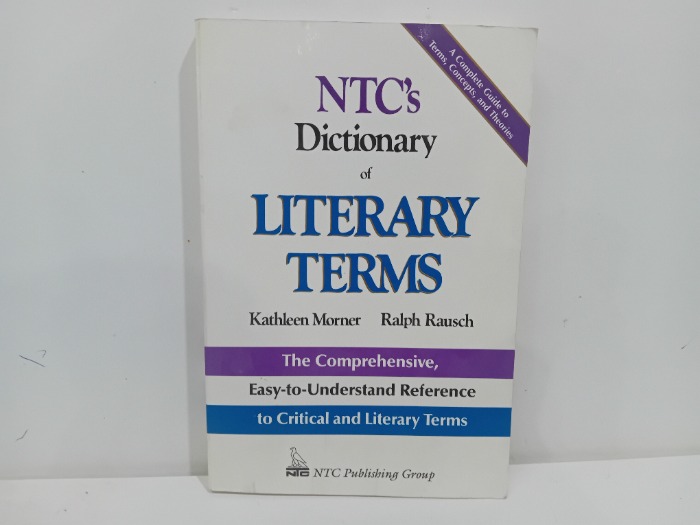 A Complete Guide to
Terms, Concepts, and Theories
NTC's
Dictionary
of
LITERARY
TERMS
Kathleen Morner Ralph Rausch
The Comprehensive,
Easy-to-Understand Reference
to Critical and Literary Terms
NTC NTC Publishing Group